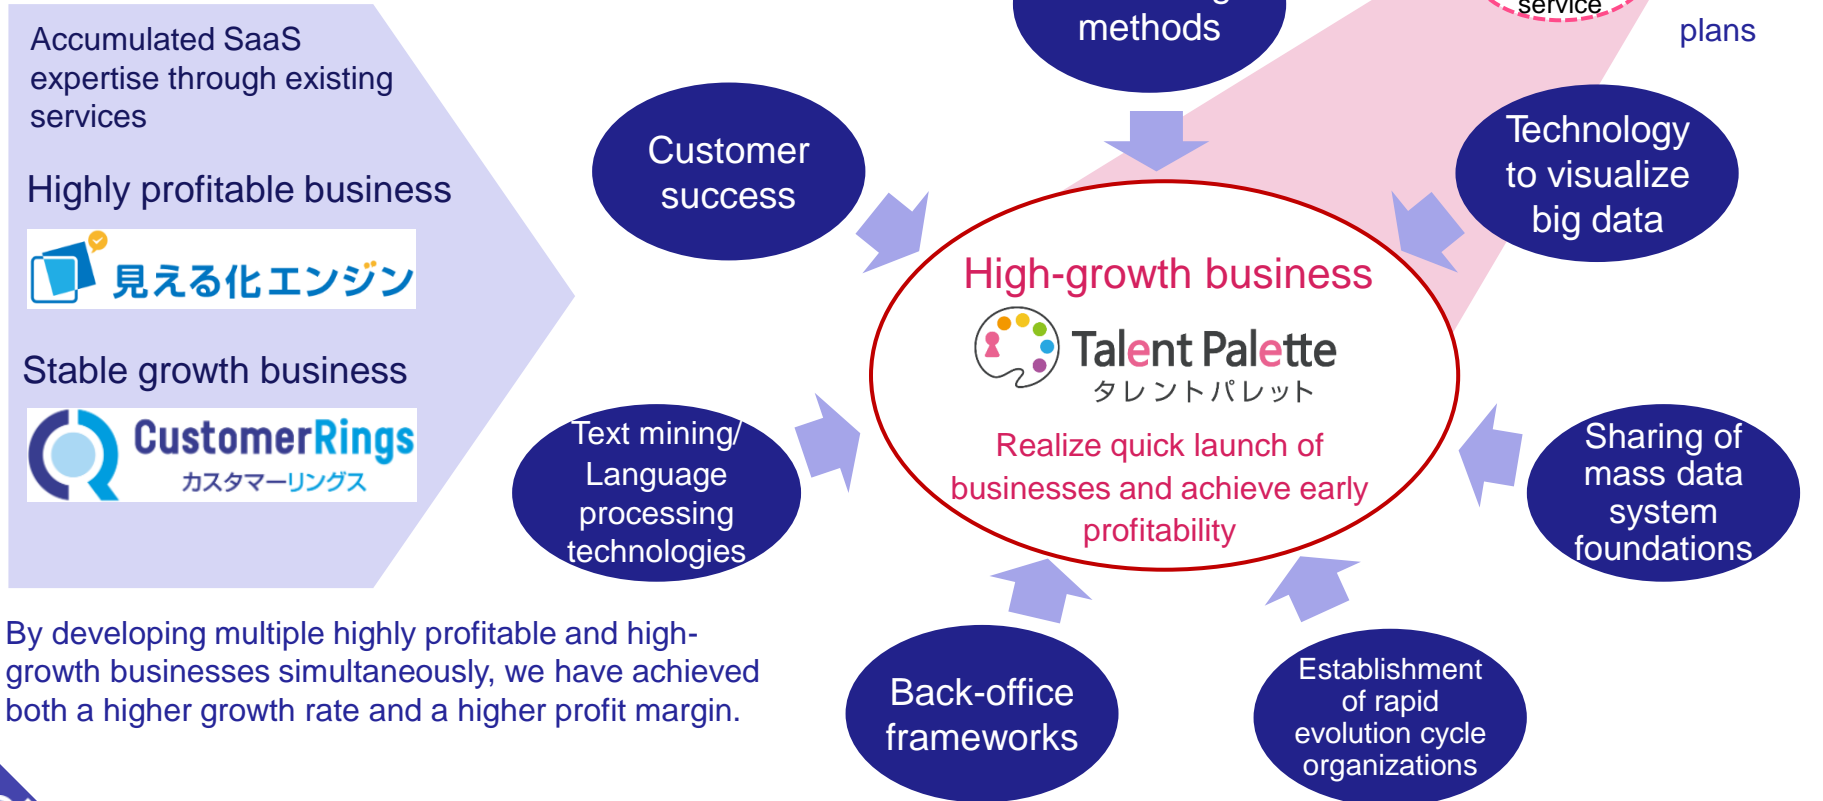 Accumulated SaaS
expertise through existing
services
Highly profitable business
見える化エンジン
Stable growth business
CustomerRings
カスタマーリングス
By developing multiple highly profitable and high-
growth businesses simultaneously, we have achieved
both a higher growth rate and a higher profit margin.
methods
service
plans
Customer
success
Technology
to visualize
big data
High-growth business
Talent Palette
タレントパレット
Realize quick launch of
businesses and achieve early
profitability
Text mining/
Language
processing
technologies
Sharing of
mass data
system
foundations
Back-office
frameworks
Establishment
of rapid
evolution cycle
organizations